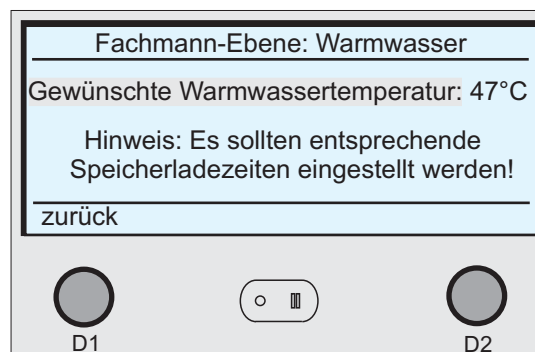 Fachmann-Ebene: Warmwasser
Gewünschte Warmwassertemperatur: 47°C
Hinweis: Es sollten entsprechende
Speicherladezeiten eingestellt werden!
zurück
D1 D2